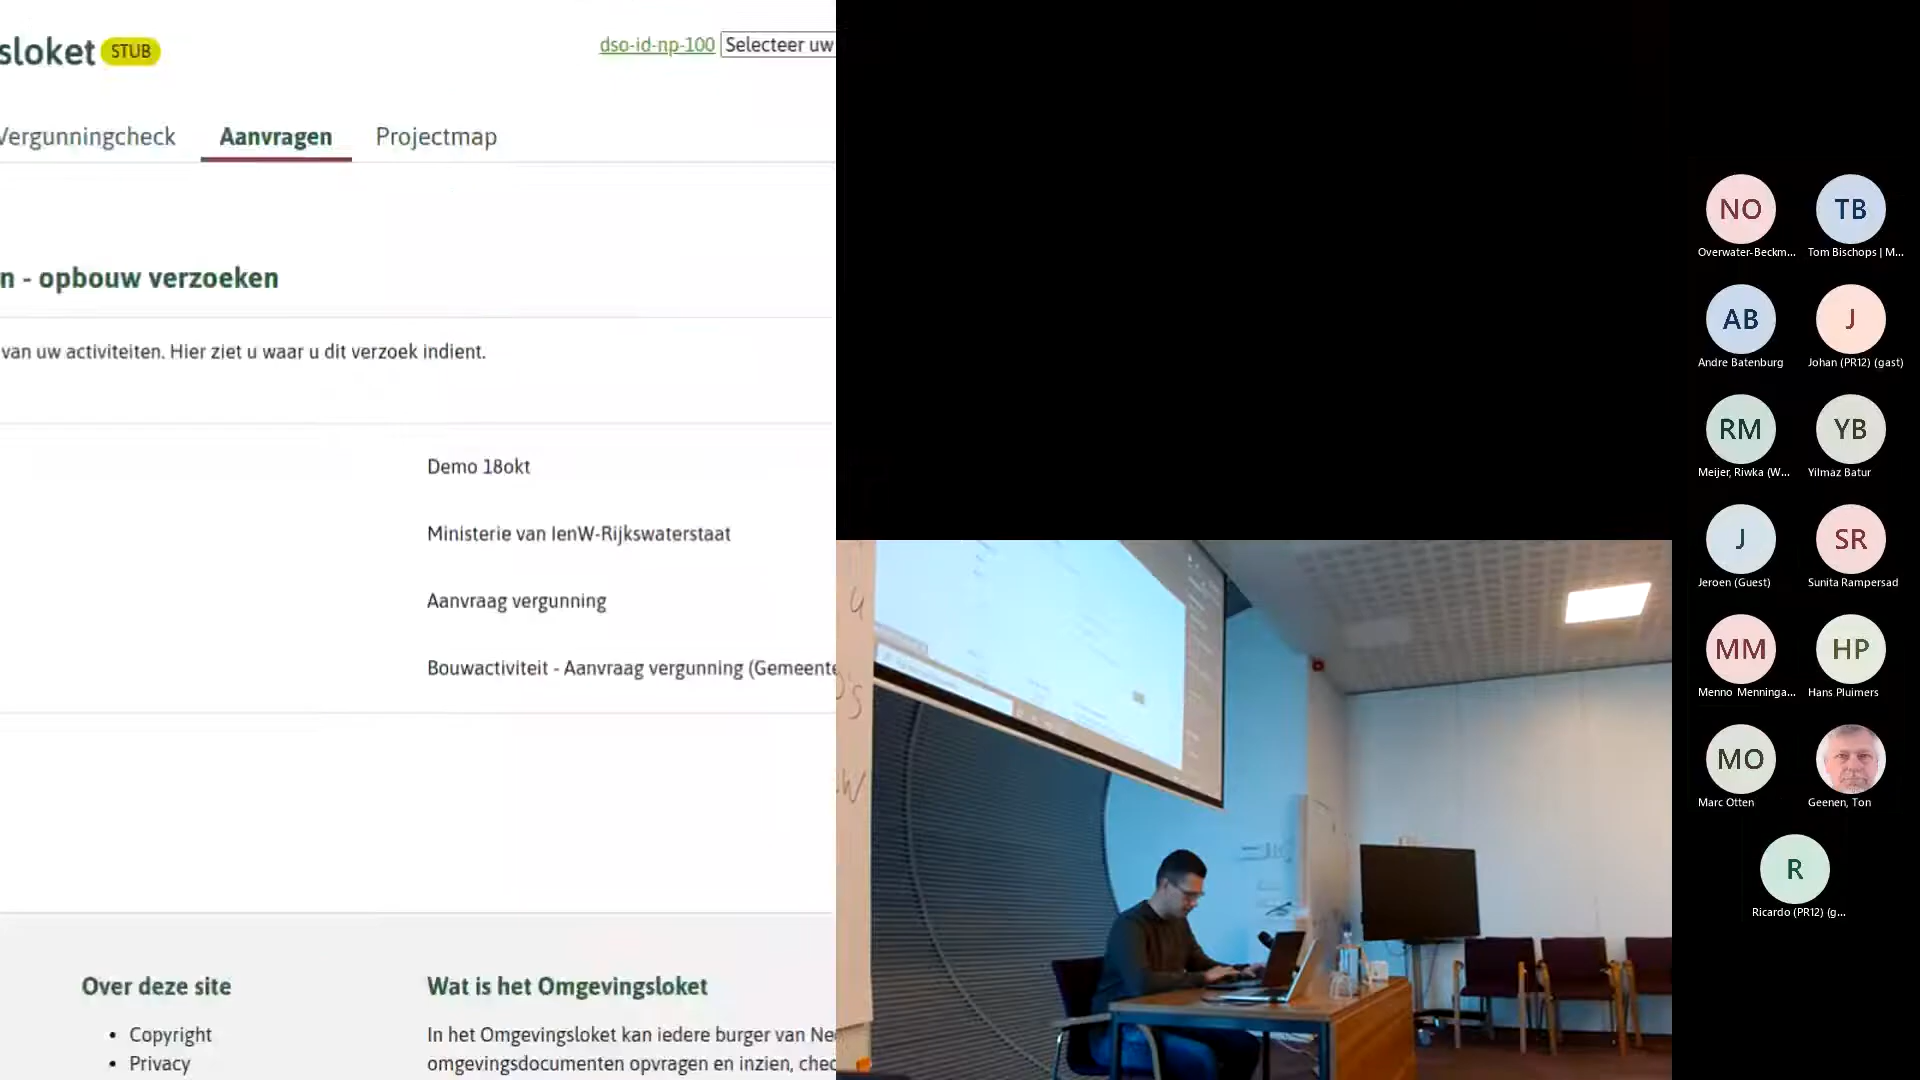 sloket STUB
dso-id-np-100 Selecteer uw
Vergunningcheck Aanvragen Projectmap
n - opbouw verzoeken
van uw activiteiten. Hier ziet u waar u dit verzoek indient.
Demo 18okt
Ministerie van IenW-Rijkswaterstaat
Aanvraag vergunning
Bouwactiviteit - Aanvraag vergunning (Gemeente
Over deze site
• Copyright
• Privacy
Wat is het Omgevingsloket
In het Omgevingsloket kan iedere burger van Ne
omgevingsdocumenten opvragen en inzien, chec
NO TB
Overwater-Beckm... Tom Bischops | M...
AB J
Andre Batenburg Johan (PR12) (gast)
RM YB
Meijer, Riwka (W... Yilmaz Batur
J SR
Jeroen (Guest) Sunita Rampersad
MM HP
Menno Menninga... Hans Pluimers
MO
Marc Otten Geenen, Ton
R
Ricardo (PR12) (g...